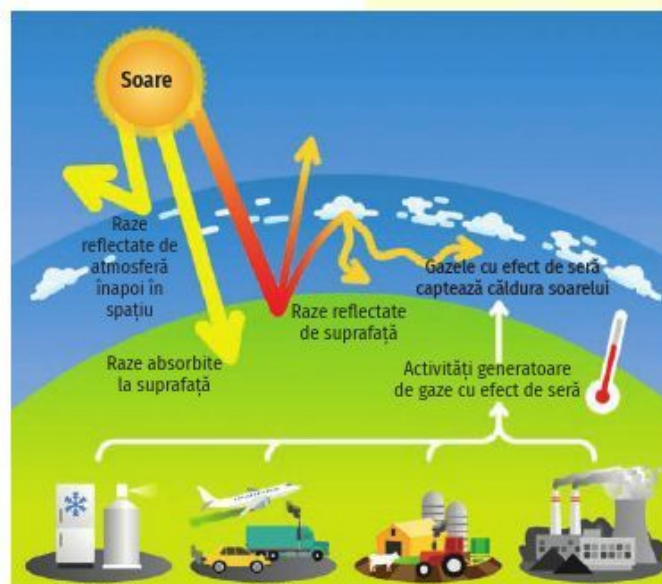 Soare
Raze
reflectate de
atmosferă
înapoi în
spațiu
Raze absorbite
la suprafață
Raze reflectate
de suprafață
Gazele cu efect de seră
captează căldura soarelui
Activități generatoare
de gaze cu efect de seră